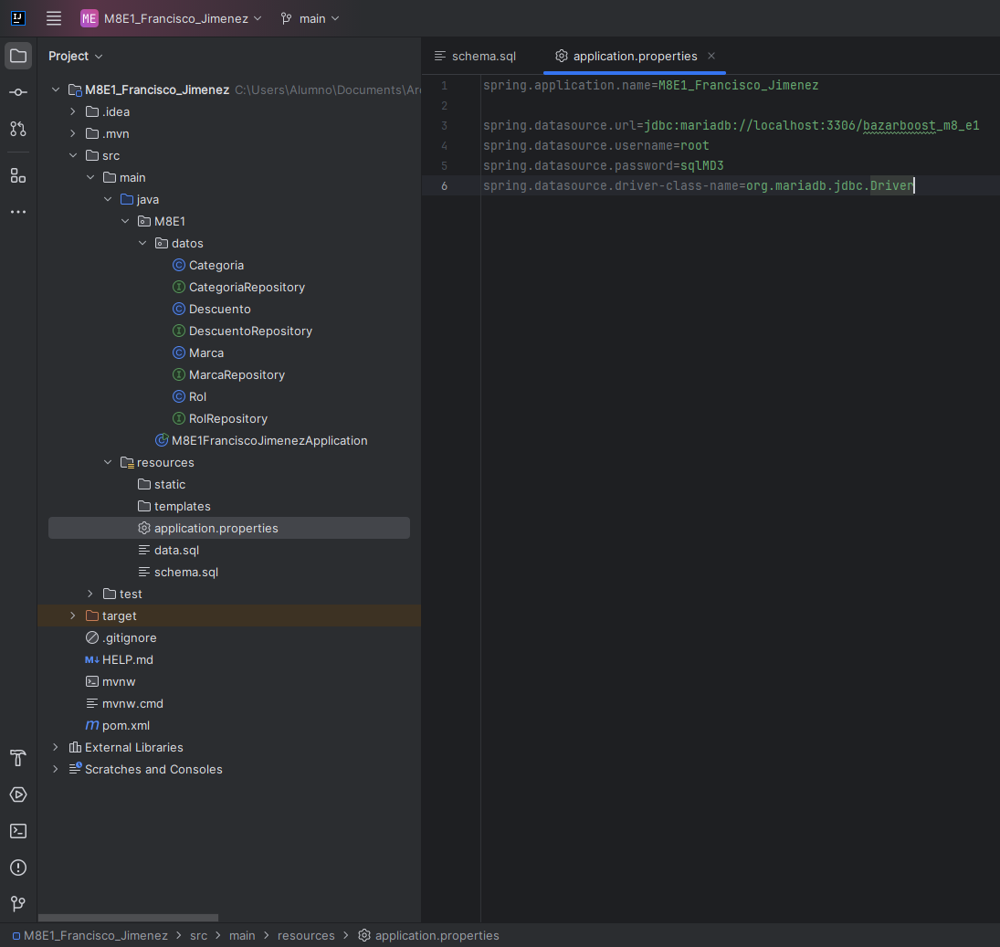 ME M8E1_Francisco_Jimenez main
Project
M8E1_Francisco_Jimenez C:\Users\Alumno\Documents\Ar
.idea
.mvn
src
main
java
M8E1
datos
Categoria
CategoriaRepository
Descuento
DescuentoRepository
Marca
MarcaRepository
Rol
RolRepository
M8E1FranciscoJimenezApplication
resources
static
templates
application.properties
data.sql
schema.sql
test
target
.gitignore
HELP.md
mvnw
mvnw.cmd
pom.xml
External Libraries
Scratches and Consoles
schema.sql application.properties
1 spring.application.name=M8E1_Francisco_Jimenez
2
3 spring.datasource.url=jdbc:mariadb://localhost:3306/bazarboost_m8_e1
4 spring.datasource.username=root
5 spring.datasource.password=sqlMD3
6 spring.datasource.driver-class-name=org.mariadb.jdbc.Driver
M8E1_Francisco_Jimenez > src > main > resources > application.properties